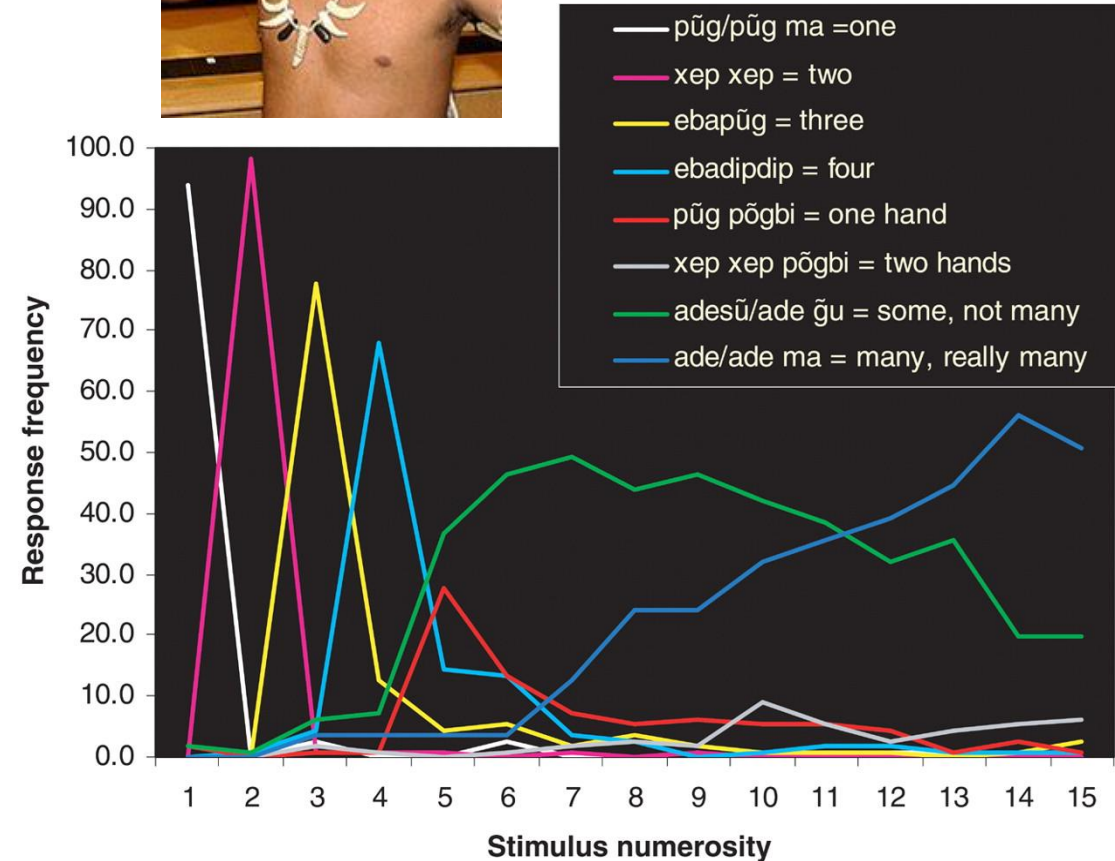 pũg/pũg ma =one
xep xep = two
ebapũg = three
ebadipdip = four
pũg põgbi = one hand
xep xep põgbi = two hands
adesũ/ade g̃u = some, not many
ade/ade ma = many, really many
100.0
90.0
80.0
70.0
60.0
50.0
40.0
30.0
20.0
10.0
0.0
Response frequency
1 2 3 4 5 6 7 8 9 10 11 12 13 14 15
Stimulus numerosity